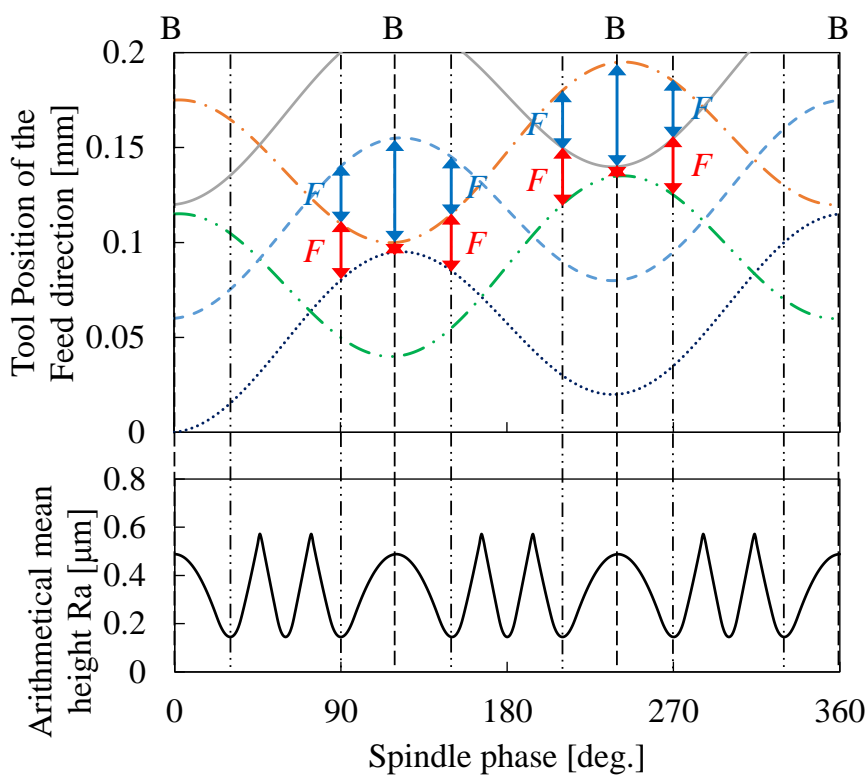 B B B B
0.2
0.15
0.1
0.05
0
Tool Position of the
Feed direction [mm]
F F F F
F F F F
0.8
0.6
0.4
0.2
0
Arithmetical mean
height Ra [μm]
0 90 180 270 360
Spindle phase [deg.]